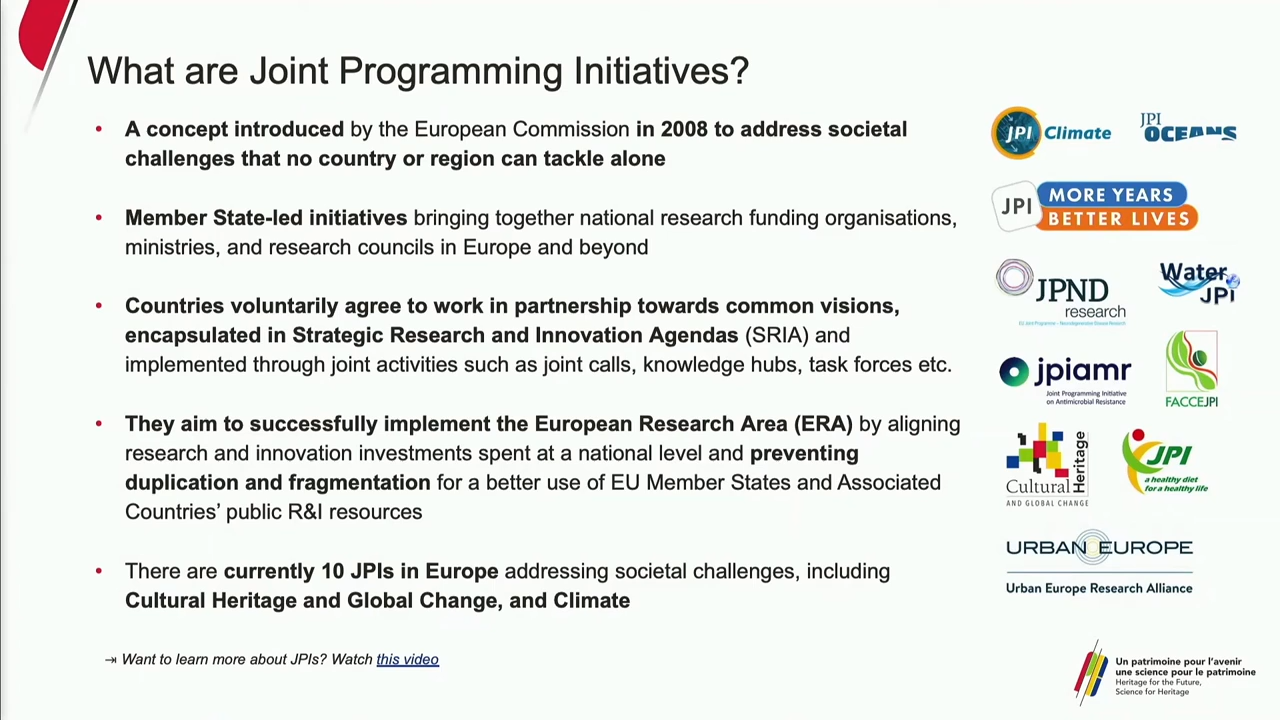 What are Joint Programming Initiatives?
• A concept introduced by the European Commission in 2008 to address societal
challenges that no country or region can tackle alone
• Member State-led initiatives bringing together national research funding organisations,
ministries, and research councils in Europe and beyond
• Countries voluntarily agree to work in partnership towards common visions,
encapsulated in Strategic Research and Innovation Agendas (SRIA) and
implemented through joint activities such as joint calls, knowledge hubs, task forces etc.
• They aim to successfully implement the European Research Area (ERA) by aligning
research and innovation investments spent at a national level and preventing
duplication and fragmentation for a better use of EU Member States and Associated
Countries’ public R&I resources
• There are currently 10 JPIs in Europe addressing societal challenges, including
Cultural Heritage and Global Change, and Climate
⇥ Want to learn more about JPIs? Watch this video
JPI Climate
JPI
OCEANS
JPI
MORE YEARS
BETTER LIVES
JPND
research
EU Joint Programme – Neurodegenerative Disease Research
Water
JPI
jpiamr
Joint Programming Initiative
on Antimicrobial Resistance
FACCEJPI
Cultural
Heritage
AND GLOBAL CHANGE
JPI
a healthy diet
for a healthy life
URBAN EUROPE
Urban Europe Research Alliance
Un patrimoine pour l’avenir
une science pour le patrimoine
Heritage for the Future,
Science for Heritage